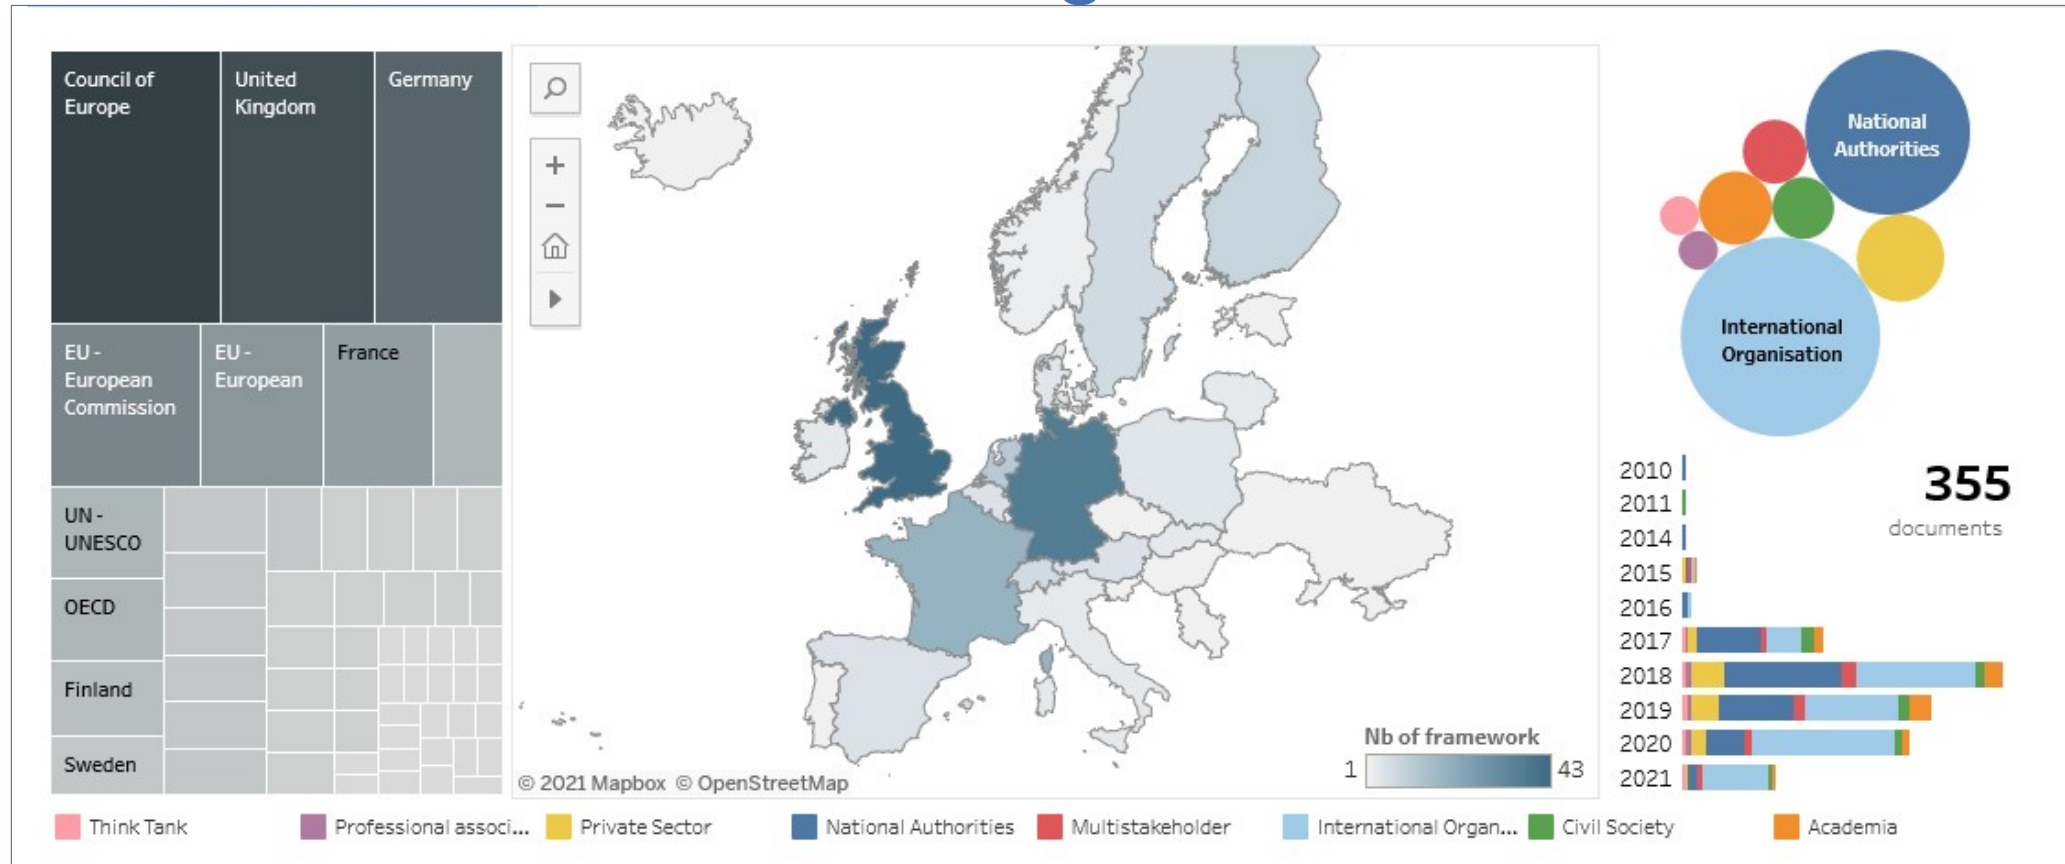 Council of
Europe
United
Kingdom
Germany
EU -
European
Commission
EU -
European
France
UN -
UNESCO
OECD
Finland
Sweden
Nb of framework
1
43
© 2021 Mapbox © OpenStreetMap
National
Authorities
International
Organisation
355
documents
2010
2011
2014
2015
2016
2017
2018
2019
2020
2021
Think Tank
Professional associ...
Private Sector
National Authorities
Multistakeholder
International Organ...
Civil Society
Academia